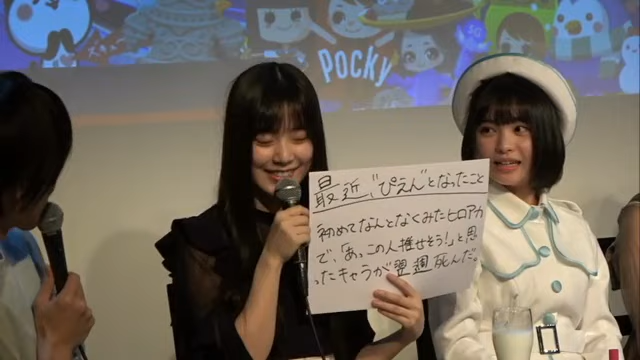 Pocky
最近、"ぴえん"となったこと
初めてなんとなくみたヒロアカ
で、「あっこの人推せそう!」と思
ったキャラが翌週死んだ。